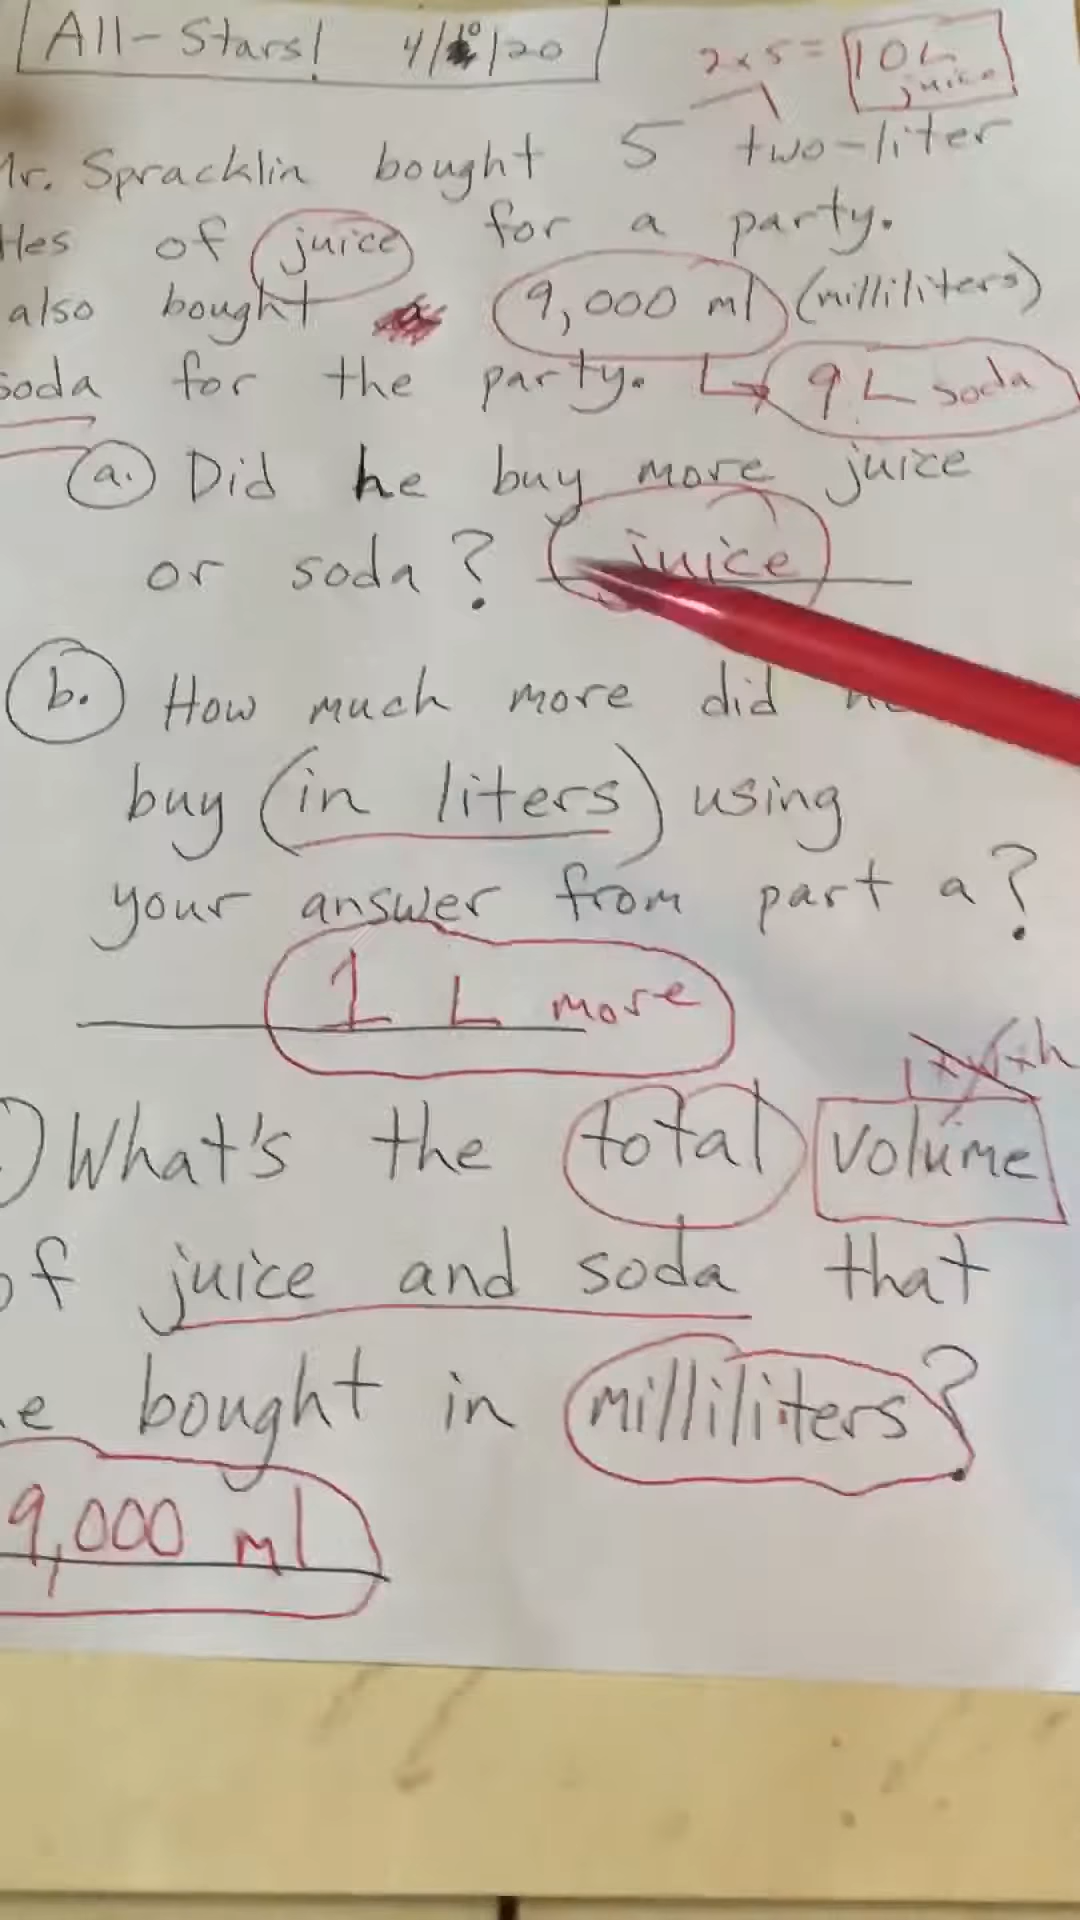 All-Stars! 4/10/20
2x5= 10L
juice
Mr. Spracklin bought 5 two-liter
ttles of juice for a party.
also bought 9,000 ml (milliliters)
soda for the party. 9 L soda
a. Did he buy more juice
or soda? juice
b. How much more did he
buy (in liters) using
your answer from part a?
1 L more
What's the total volume
of juice and soda that
e bought in milliliters?
9,000 ml